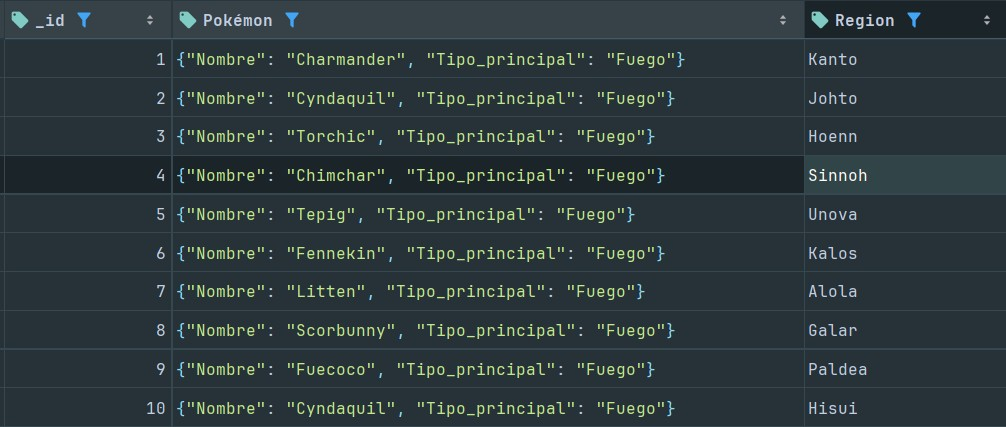 _id Pokémon Region
1 {"Nombre": "Charmander", "Tipo_principal": "Fuego"} Kanto
2 {"Nombre": "Cyndaquil", "Tipo_principal": "Fuego"} Johto
3 {"Nombre": "Torchic", "Tipo_principal": "Fuego"} Hoenn
4 {"Nombre": "Chimchar", "Tipo_principal": "Fuego"} Sinnoh
5 {"Nombre": "Tepig", "Tipo_principal": "Fuego"} Unova
6 {"Nombre": "Fennekin", "Tipo_principal": "Fuego"} Kalos
7 {"Nombre": "Litten", "Tipo_principal": "Fuego"} Alola
8 {"Nombre": "Scorbunny", "Tipo_principal": "Fuego"} Galar
9 {"Nombre": "Fuecoco", "Tipo_principal": "Fuego"} Paldea
10 {"Nombre": "Cyndaquil", "Tipo_principal": "Fuego"} Hisui